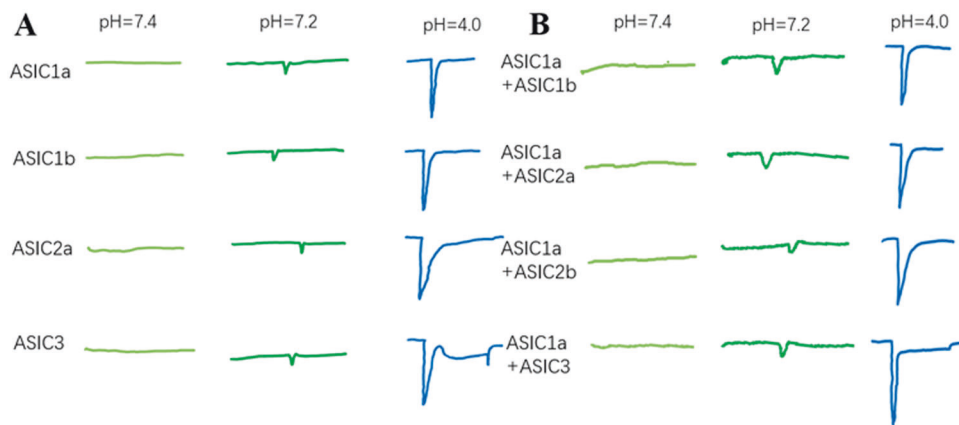 A
pH=7.4
pH=7.2
pH=4.0
ASIC1a
ASIC1b
ASIC2a
ASIC3
B
pH=7.4
pH=7.2
pH=4.0
ASIC1a
+ASIC1b
ASIC1a
+ASIC2a
ASIC1a
+ASIC2b
ASIC1a
+ASIC3